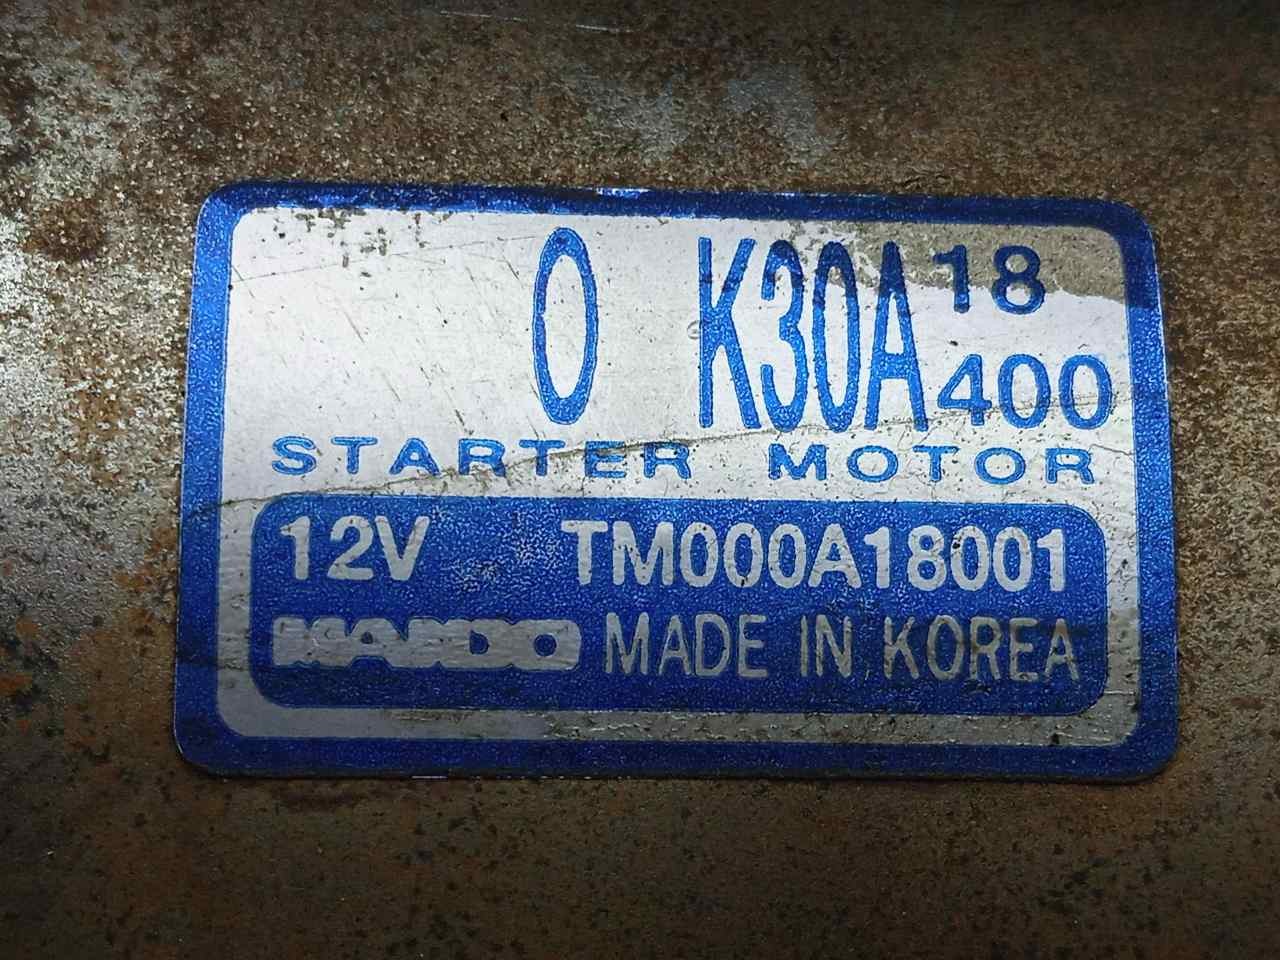 0 K30A 18 400
STARTER MOTOR
12V TM000A18001
MANDO MADE IN KOREA